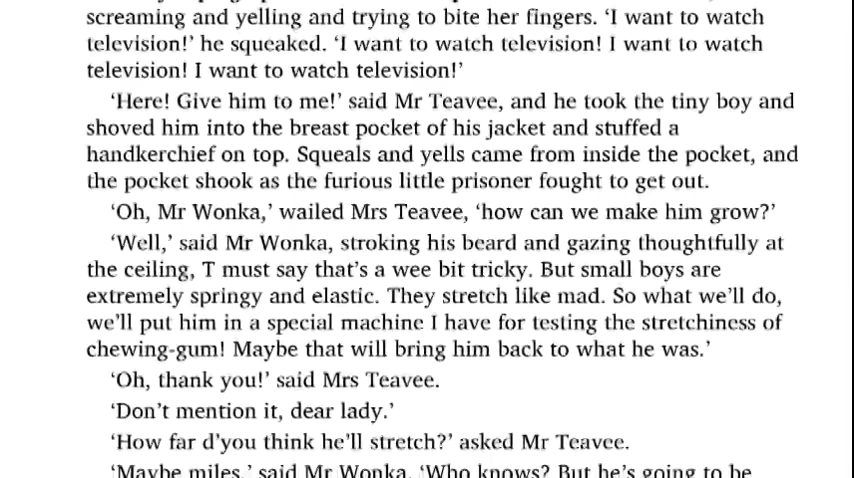 screaming and yelling and trying to bite her fingers. ‘I want to watch
television!’ he squeaked. ‘I want to watch television! I want to watch
television! I want to watch television!’
‘Here! Give him to me!’ said Mr Teavee, and he took the tiny boy and
shoved him into the breast pocket of his jacket and stuffed a
handkerchief on top. Squeals and yells came from inside the pocket, and
the pocket shook as the furious little prisoner fought to get out.
‘Oh, Mr Wonka,’ wailed Mrs Teavee, ‘how can we make him grow?’
‘Well,’ said Mr Wonka, stroking his beard and gazing thoughtfully at
the ceiling, T must say that’s a wee bit tricky. But small boys are
extremely springy and elastic. They stretch like mad. So what we’ll do,
we’ll put him in a special machine I have for testing the stretchiness of
chewing-gum! Maybe that will bring him back to what he was.’
‘Oh, thank you!’ said Mrs Teavee.
‘Don’t mention it, dear lady.’
‘How far d’you think he’ll stretch?’ asked Mr Teavee.
‘Maybe miles,’ said Mr Wonka. ‘Who knows? But he’s going to be